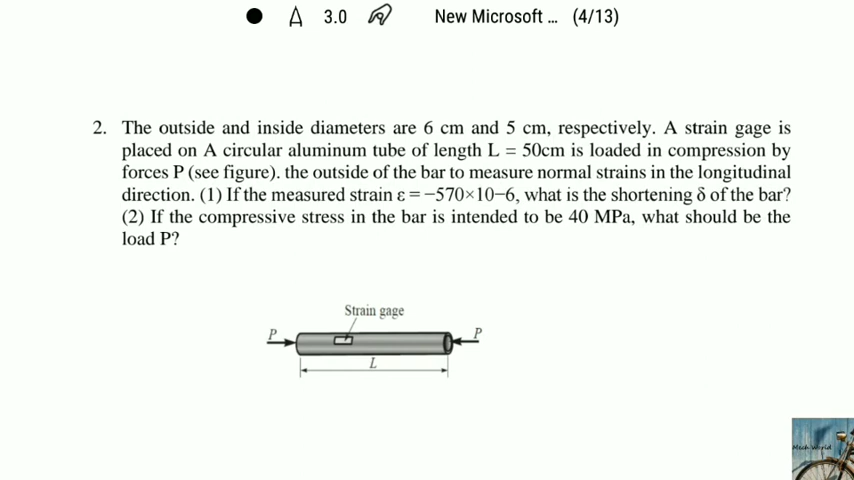 3.0 New Microsoft ... (4/13)
2. The outside and inside diameters are 6 cm and 5 cm, respectively. A strain gage is
placed on A circular aluminum tube of length L = 50cm is loaded in compression by
forces P (see figure). the outside of the bar to measure normal strains in the longitudinal
direction. (1) If the measured strain ε = −570×10−6, what is the shortening δ of the bar?
(2) If the compressive stress in the bar is intended to be 40 MPa, what should be the
load P?
Strain gage
P
P
L
Mech World